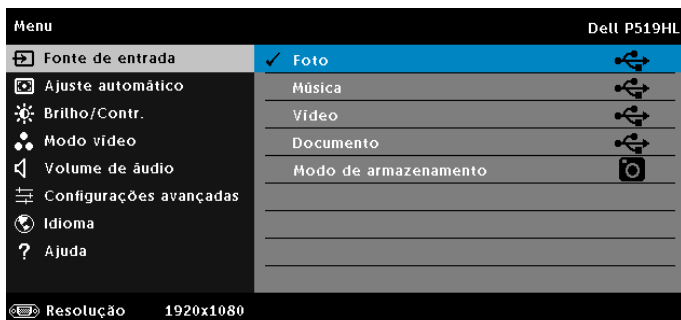 Menu Dell P519HL
Fonte de entrada
Ajuste automático
Brilho/Contr.
Modo vídeo
Volume de áudio
Configurações avançadas
Idioma
? Ajuda
✓ Foto
Música
Vídeo
Documento
Modo de armazenamento
Resolução 1920x1080